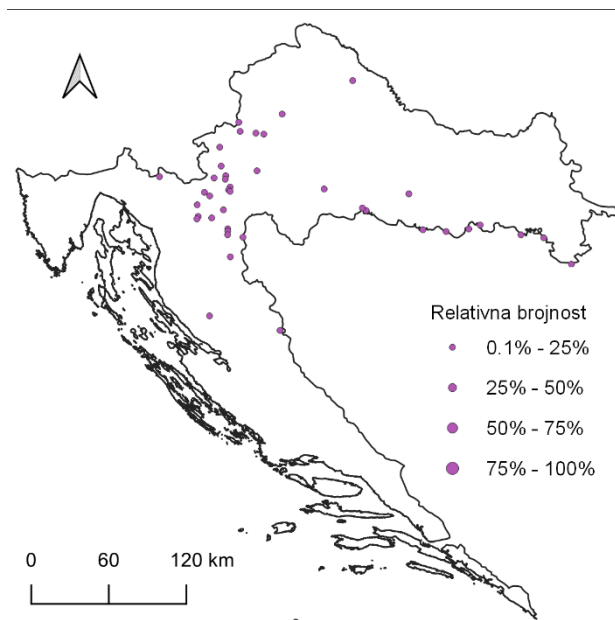 Relativna brojnost
0.1% - 25%
25% - 50%
50% - 75%
75% - 100%
0 60 120 km